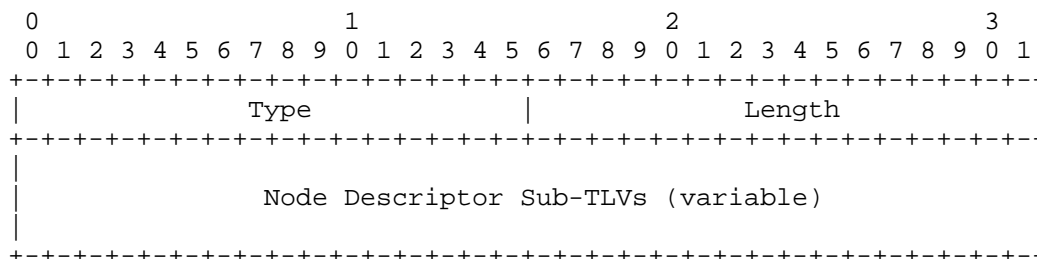 0                   1                   2                   3
 0 1 2 3 4 5 6 7 8 9 0 1 2 3 4 5 6 7 8 9 0 1 2 3 4 5 6 7 8 9 0 1
+-+-+-+-+-+-+-+-+-+-+-+-+-+-+-+-+-+-+-+-+-+-+-+-+-+-+-+-+-+-+-+-
|              Type             |             Length
+-+-+-+-+-+-+-+-+-+-+-+-+-+-+-+-+-+-+-+-+-+-+-+-+-+-+-+-+-+-+-+-
|
|               Node Descriptor Sub-TLVs (variable)
|
+-+-+-+-+-+-+-+-+-+-+-+-+-+-+-+-+-+-+-+-+-+-+-+-+-+-+-+-+-+-+-+-